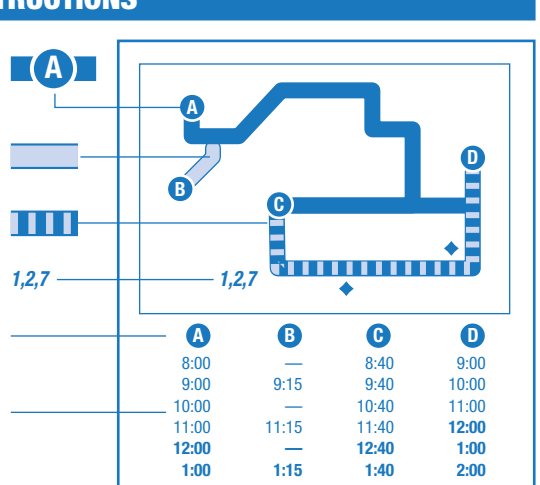 TRUCTIONS
A
A
D
B
C
1,2,7
1,2,7
A B C D
8:00 — 8:40 9:00
9:00 9:15 9:40 10:00
10:00 — 10:40 11:00
11:00 11:15 11:40 12:00
12:00 — 12:40 1:00
1:00 1:15 1:40 2:00